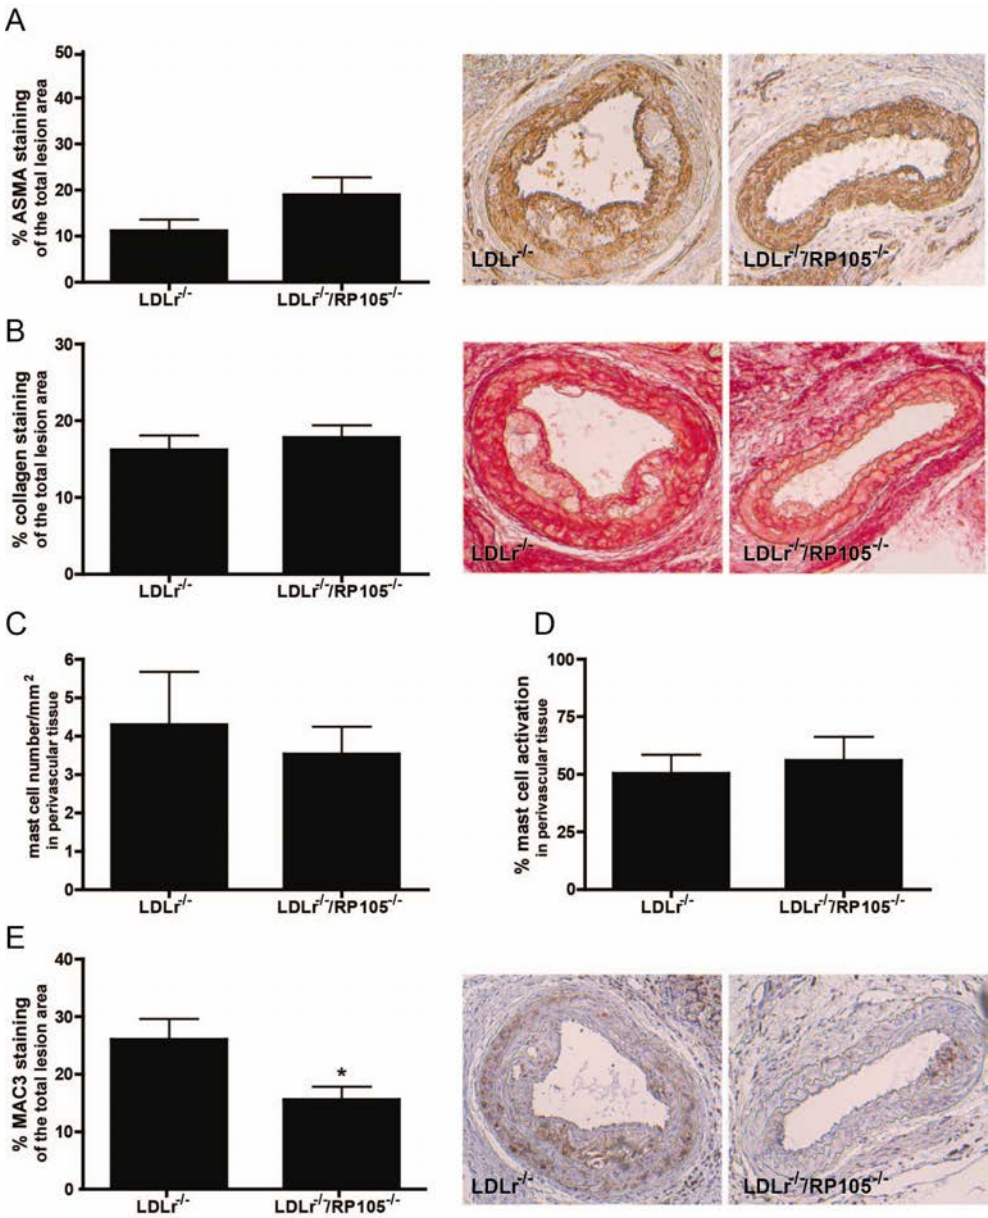 A
% ASMA staining
of the total lesion area
50
40
30
20
10
0
LDLr-/-
LDLr-/-/RP105-/-
LDLr-/-
LDLr-/-/RP105-/-
B
% collagen staining
of the total lesion area
30
20
10
0
LDLr-/-
LDLr-/-/RP105-/-
LDLr-/-
LDLr-/-/RP105-/-
C
mast cell number/mm²
in perivascular tissue
6
5
4
3
2
1
0
LDLr-/-
LDLr-/-/RP105-/-
D
% mast cell activation
in perivascular tissue
100
75
50
25
0
LDLr-/-
LDLr-/-/RP105-/-
E
% MAC3 staining
of the total lesion area
40
30
20
10
0
*
LDLr-/-
LDLr-/-/RP105-/-
LDLr-/-
LDLr-/-/RP105-/-